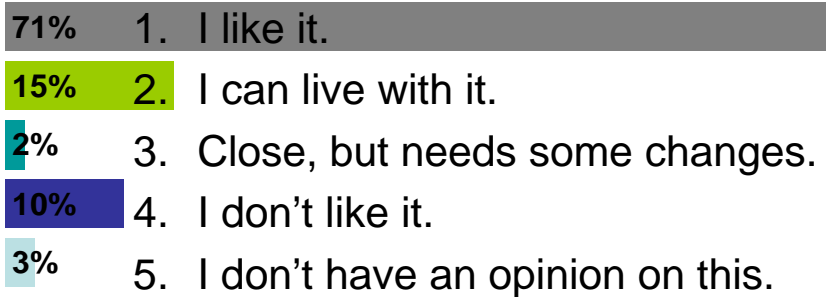 71% 1. I like it.
15% 2. I can live with it.
2% 3. Close, but needs some changes.
10% 4. I don’t like it.
3% 5. I don’t have an opinion on this.